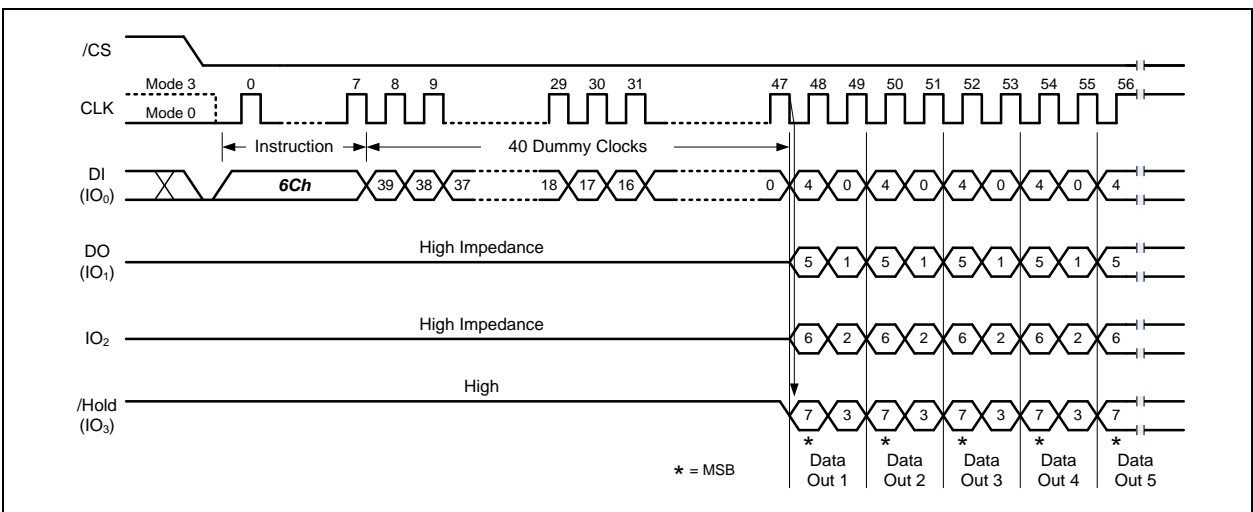 /CS
Mode 3 0 7 8 9 29 30 31 47 48 49 50 51 52 53 54 55 56
CLK
Mode 0
Instruction 40 Dummy Clocks
DI
(IO0)
6Ch 39 38 37 18 17 16 0 4 0 4 0 4 0 4 0 4
High Impedance
DO
(IO1)
5 1 5 1 5 1 5 1 5
High Impedance
IO2
6 2 6 2 6 2 6 2 6
High
/Hold
(IO3)
7 3 7 3 7 3 7 3 7
* * * * *
* = MSB
Data
Out 1
Data
Out 2
Data
Out 3
Data
Out 4
Data
Out 5